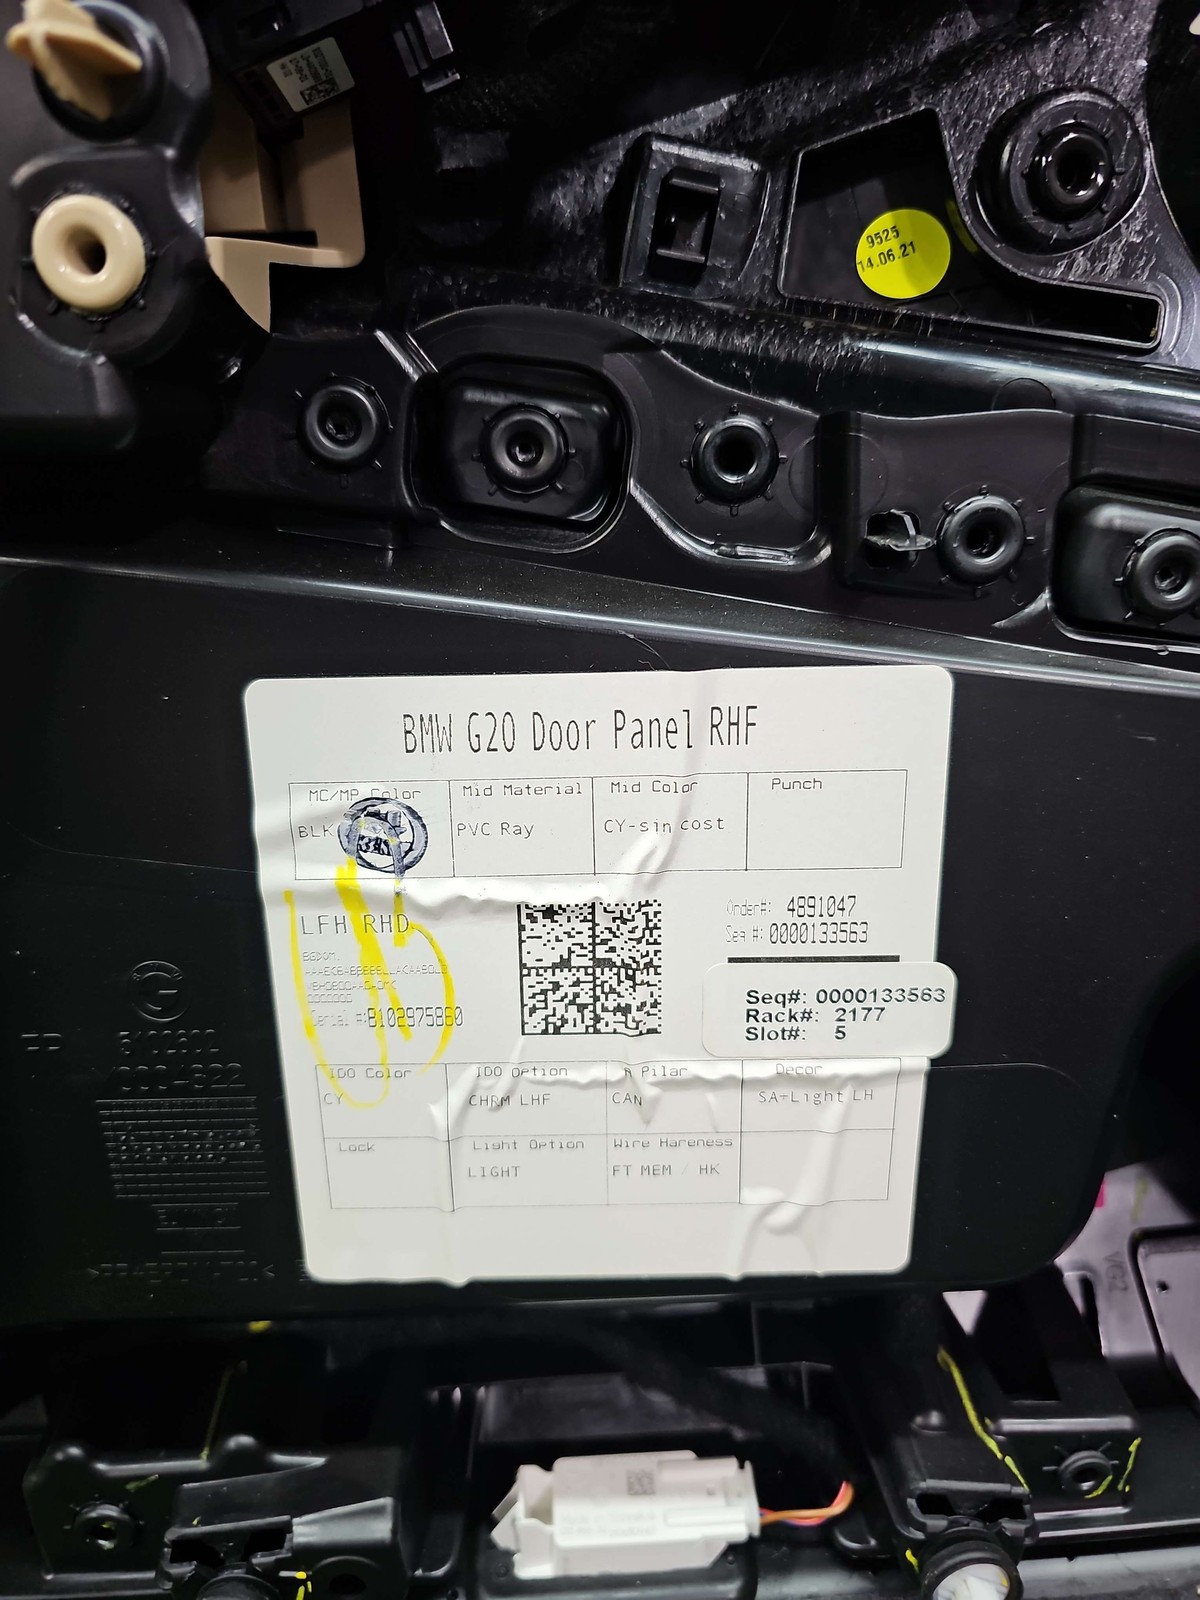 9525
14.06.21
BMW G20 Door Panel RHF
MC/MP Color
Mid Material
Mid Color
Punch
BLK
PVC Ray
CY-sin cost
LFH RHD
Order#: 4891047
Seq #: 0000133563
Serial #:B102975860
Seq#: 0000133563
Rack#: 2177
Slot#: 5
IDO Color
IDO Option
A Pilar
Decor
CY
CHRM LHF
CAN
SA+Light LH
Lock
Light Option
Wire Hareness
LIGHT
FT MEM / HK
VG2